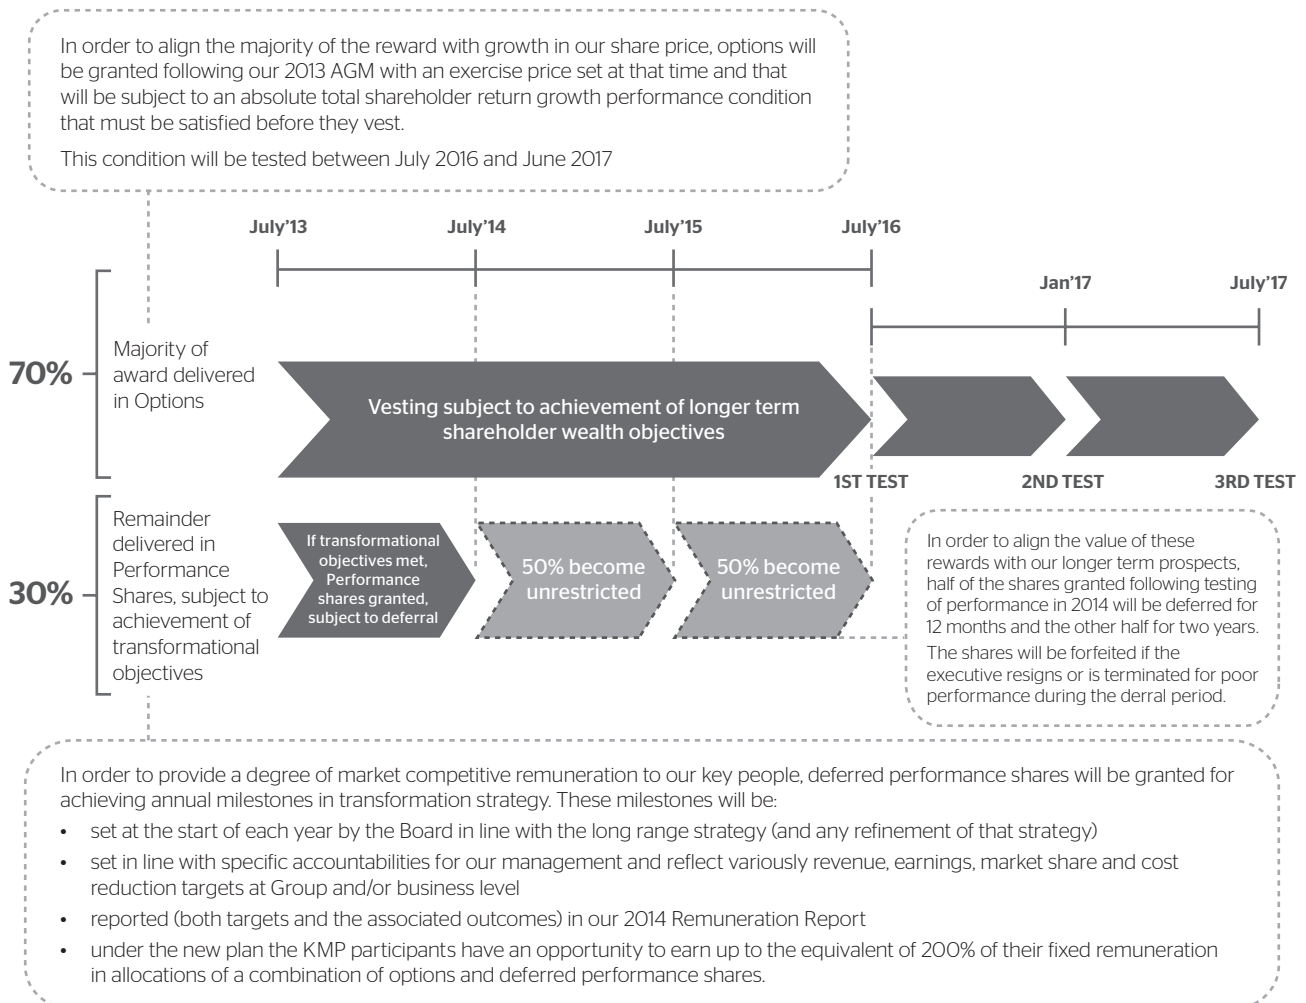 In order to align the majority of the reward with growth in our share price, options will
be granted following our 2013 AGM with an exercise price set at that time and that
will be subject to an absolute total shareholder return growth performance condition
that must be satisfied before they vest.
This condition will be tested between July 2016 and June 2017
July'13
July'14
July'15
July'16
Jan'17
July'17
70%
Majority of
award delivered
in Options
Vesting subject to achievement of longer term
shareholder wealth objectives
1ST TEST
2ND TEST
3RD TEST
30%
Remainder
delivered in
Performance
Shares, subject to
achievement of
transformational
objectives
If transformational
objectives met,
Performance
shares granted,
subject to deferral
50% become
unrestricted
50% become
unrestricted
In order to align the value of these
rewards with our longer term prospects,
half of the shares granted following testing
of performance in 2014 will be deferred for
12 months and the other half for two years.
The shares will be forfeited if the
executive resigns or is terminated for poor
performance during the derral period.
In order to provide a degree of market competitive remuneration to our key people, deferred performance shares will be granted for
achieving annual milestones in transformation strategy. These milestones will be:
• set at the start of each year by the Board in line with the long range strategy (and any refinement of that strategy)
• set in line with specific accountabilities for our management and reflect variously revenue, earnings, market share and cost
reduction targets at Group and/or business level
• reported (both targets and the associated outcomes) in our 2014 Remuneration Report
• under the new plan the KMP participants have an opportunity to earn up to the equivalent of 200% of their fixed remuneration
in allocations of a combination of options and deferred performance shares.